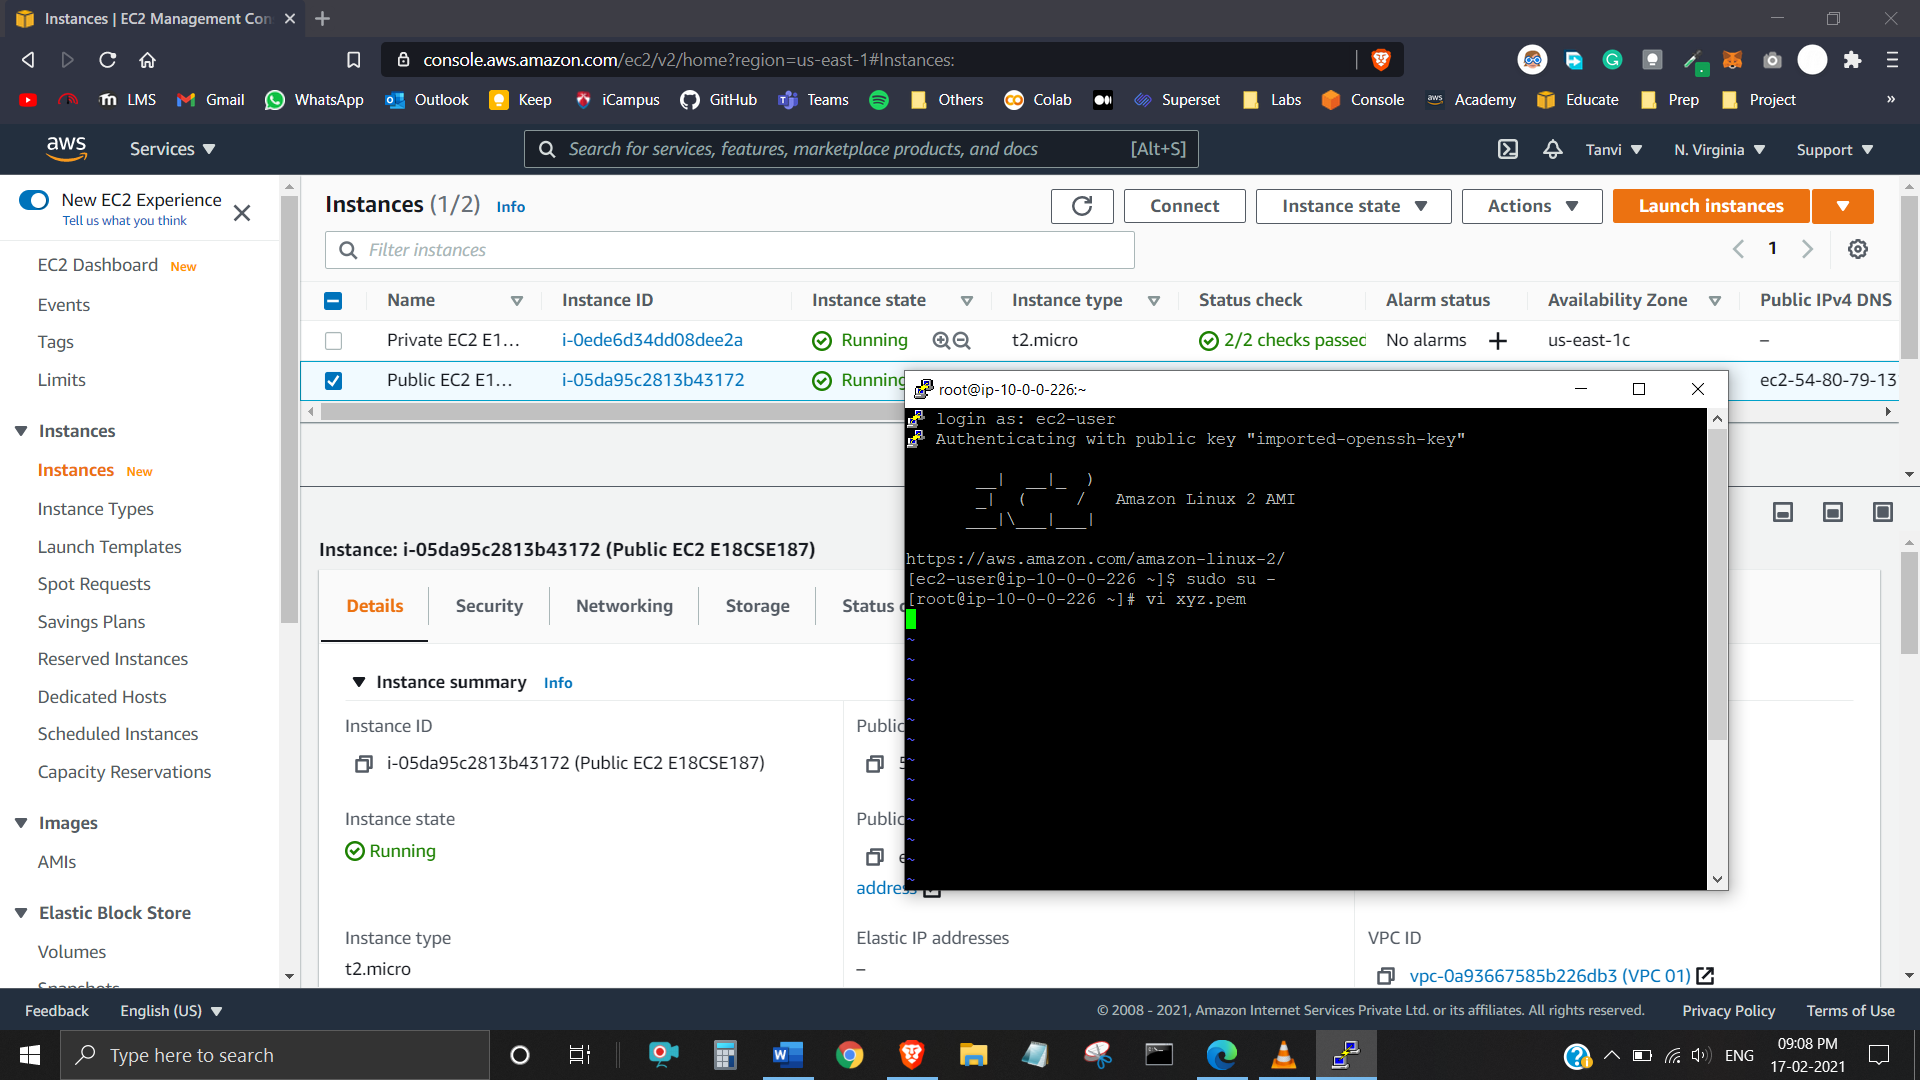 Instances | EC2 Management Con
console.aws.amazon.com/ec2/v2/home?region=us-east-1#Instances:
LMS Gmail WhatsApp Outlook Keep iCampus GitHub Teams Others Colab Superset Labs Console Academy Educate Prep Project »
aws Services Search for services, features, marketplace products, and docs [Alt+S] Tanvi N. Virginia Support
New EC2 Experience
Tell us what you think
EC2 Dashboard New
Events
Tags
Limits
Instances
Instances New
Instance Types
Launch Templates
Spot Requests
Savings Plans
Reserved Instances
Dedicated Hosts
Scheduled Instances
Capacity Reservations
Images
AMIs
Elastic Block Store
Volumes
Snapshots
Instances (1/2) Info
Connect Instance state Actions Launch instances
Filter instances
1
Name Instance ID Instance state Instance type Status check Alarm status Availability Zone Public IPv4 DNS
Private EC2 E1... i-0ede6d34dd08dee2a Running t2.micro 2/2 checks passed No alarms + us-east-1c –
Public EC2 E1... i-05da95c2813b43172 Running ec2-54-80-79-13
Instance: i-05da95c2813b43172 (Public EC2 E18CSE187)
Details Security Networking Storage Status
Instance summary Info
Instance ID
i-05da95c2813b43172 (Public EC2 E18CSE187)
Instance state
Running
Instance type
t2.micro
Public
5
Public
e
address
Elastic IP addresses
–
VPC ID
vpc-0a93667585b226db3 (VPC 01)
root@ip-10-0-0-226:~
login as: ec2-user
Authenticating with public key "imported-openssh-key"
__| __|_ )
_| ( / Amazon Linux 2 AMI
___|\___|___|
https://aws.amazon.com/amazon-linux-2/
[ec2-user@ip-10-0-0-226 ~]$ sudo su -
[root@ip-10-0-0-226 ~]# vi xyz.pem
~
~
~
~
~
~
~
~
~
~
~
~
~
Feedback English (US) © 2008 - 2021, Amazon Internet Services Private Ltd. or its affiliates. All rights reserved. Privacy Policy Terms of Use
Type here to search ENG 09:08 PM
17-02-2021